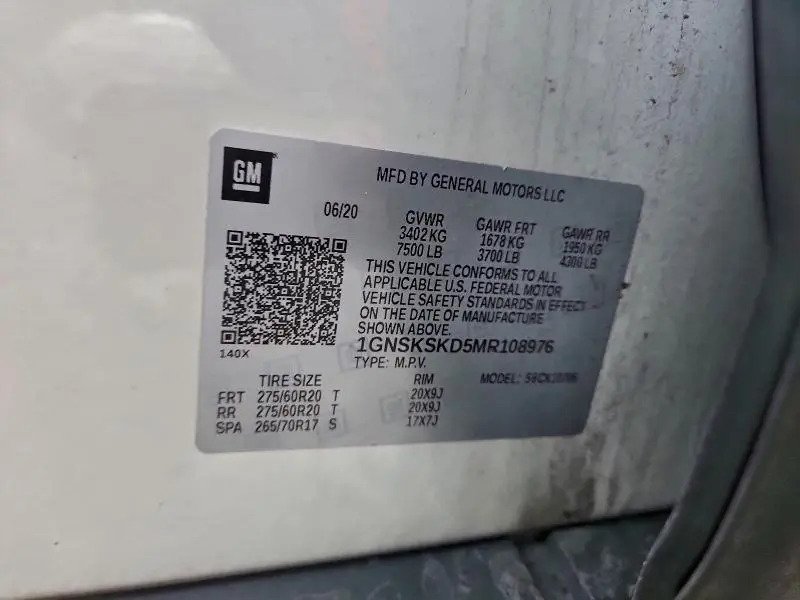 GM
MFD BY GENERAL MOTORS LLC
06/20
GVWR GAWR FRT GAWR RR
3402 KG 1678 KG 1950 KG
7500 LB 3700 LB 4300 LB
THIS VEHICLE CONFORMS TO ALL
APPLICABLE U.S. FEDERAL MOTOR
VEHICLE SAFETY STANDARDS IN EFFECT
ON THE DATE OF MANUFACTURE
SHOWN ABOVE.
140X
1GNSKSKD5MR108976
TYPE: M.P.V. MODEL:
TIRE SIZE RIM
FRT 275/60R20 T 20X9J
RR 275/60R20 T 20X9J
SPA 265/70R17 S 17X7J